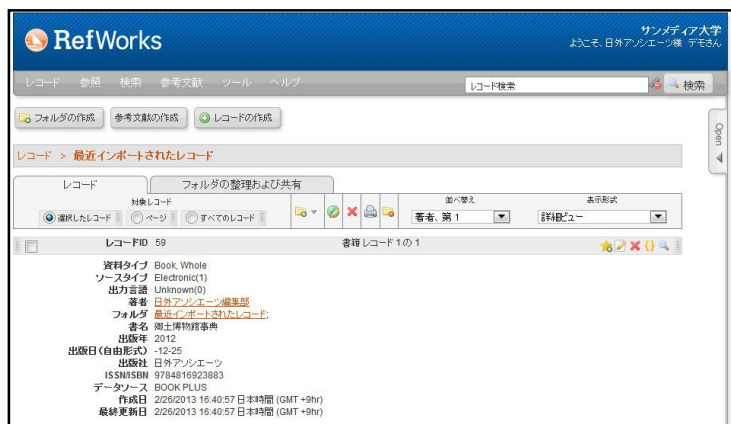 RefWorks
サンメディア大学
ようこそ、日外アソシエーツ様 デモさん
レコード 参照 検索 参考文献 ツール ヘルプ
レコード検索 検索
フォルダの作成 参考文献の作成 レコードの作成
Open
レコード > 最近インポートされたレコード
レコード フォルダの整理および共有
対象レコード 並べ替え 表示形式
選択したレコード ページ すべてのレコード 著者、第 1 詳細ビュー
レコードID 59 書籍 レコード 1 の 1
資料タイプ Book, Whole
ソースタイプ Electronic(1)
出力言語 Unknown(0)
著者 日外アソシエーツ編集部
フォルダ 最近インポートされたレコード;
書名 郷土博物館事典
出版年 2012
出版日(自由形式) -12-25
出版社 日外アソシエーツ
ISSN/ISBN 9784816923883
データソース BOOK PLUS
作成日 2/26/2013 16:40:57 日本時間 (GMT +9hr)
最終更新日 2/26/2013 16:40:57 日本時間 (GMT +9hr)